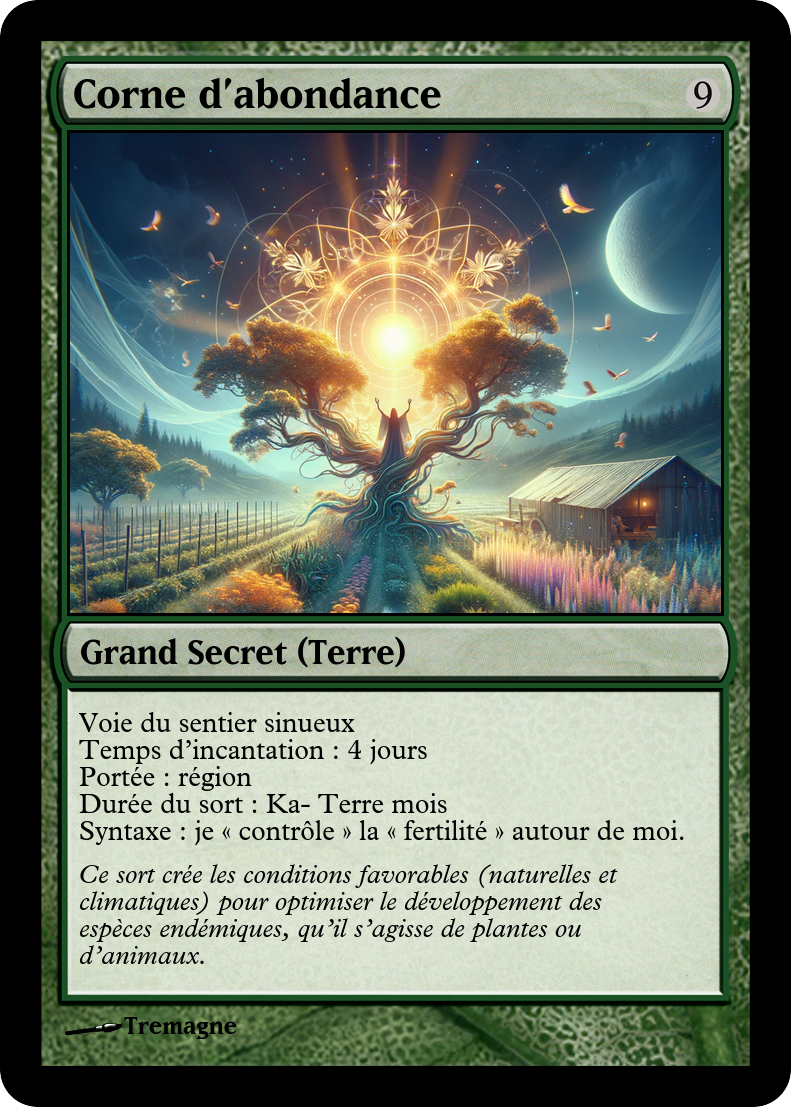 Corne d'abondance
9
Grand Secret (Terre)
Voie du sentier sinueux
Temps d'incantation : 4 jours
Portée : région
Durée du sort : Ka- Terre mois
Syntaxe : je « contrôle » la « fertilité » autour de moi.
Ce sort crée les conditions favorables (naturelles et
climatiques) pour optimiser le développement des
espèces endémiques, qu'il s'agisse de plantes ou
d'animaux.
Tremagne